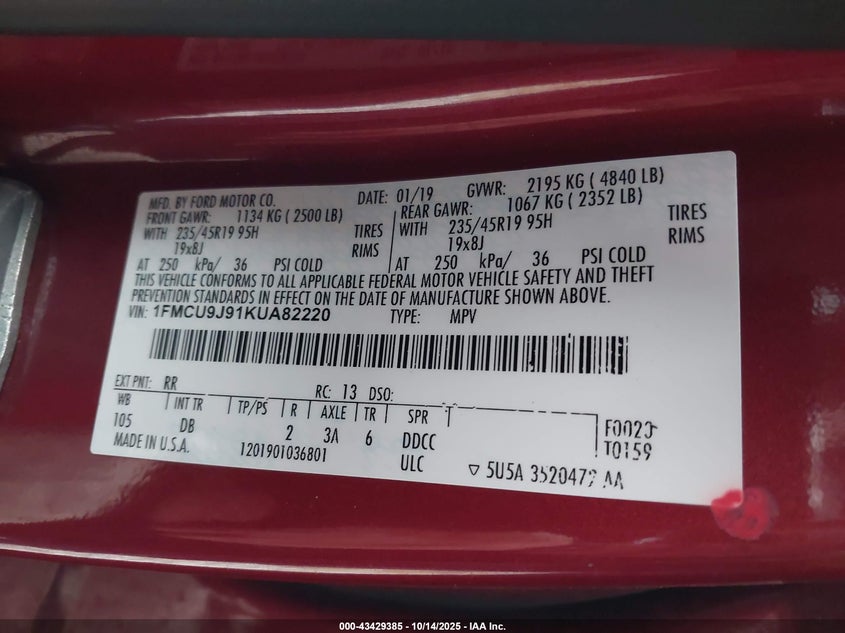 MFD. BY FORD MOTOR CO. DATE: 01/19 GVWR: 2195 KG ( 4840 LB)
FRONT GAWR: 1134 KG ( 2500 LB) REAR GAWR: 1067 KG ( 2352 LB)
WITH 235/45R19 95H TIRES WITH 235/45R19 95H TIRES
19x8J RIMS 19x8J RIMS
AT 250 kPa/ 36 PSI COLD AT 250 kPa/ 36 PSI COLD
THIS VEHICLE CONFORMS TO ALL APPLICABLE FEDERAL MOTOR VEHICLE SAFETY AND THEFT
PREVENTION STANDARDS IN EFFECT ON THE DATE OF MANUFACTURE SHOWN ABOVE.
VIN: 1FMCU9J91KUA82220 TYPE: MPV
EXT PNT: RR RC: 13 DSO:
WB INT TR TP/PS R AXLE TR SPR T
105 DB 2 3A 6 DDCC
MADE IN U.S.A. 1201901036801 ULC
T0159
5U5A AA
000-43429385 - 10/14/2025 - IAA Inc.